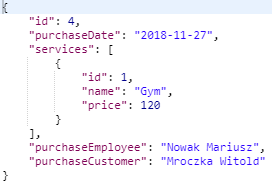 {
    "id": 4,
    "purchaseDate": "2018-11-27",
    "services": [
        {
            "id": 1,
            "name": "Gym",
            "price": 120
        }
    ],
    "purchaseEmployee": "Nowak Mariusz",
    "purchaseCustomer": "Mroczka Witold"
}